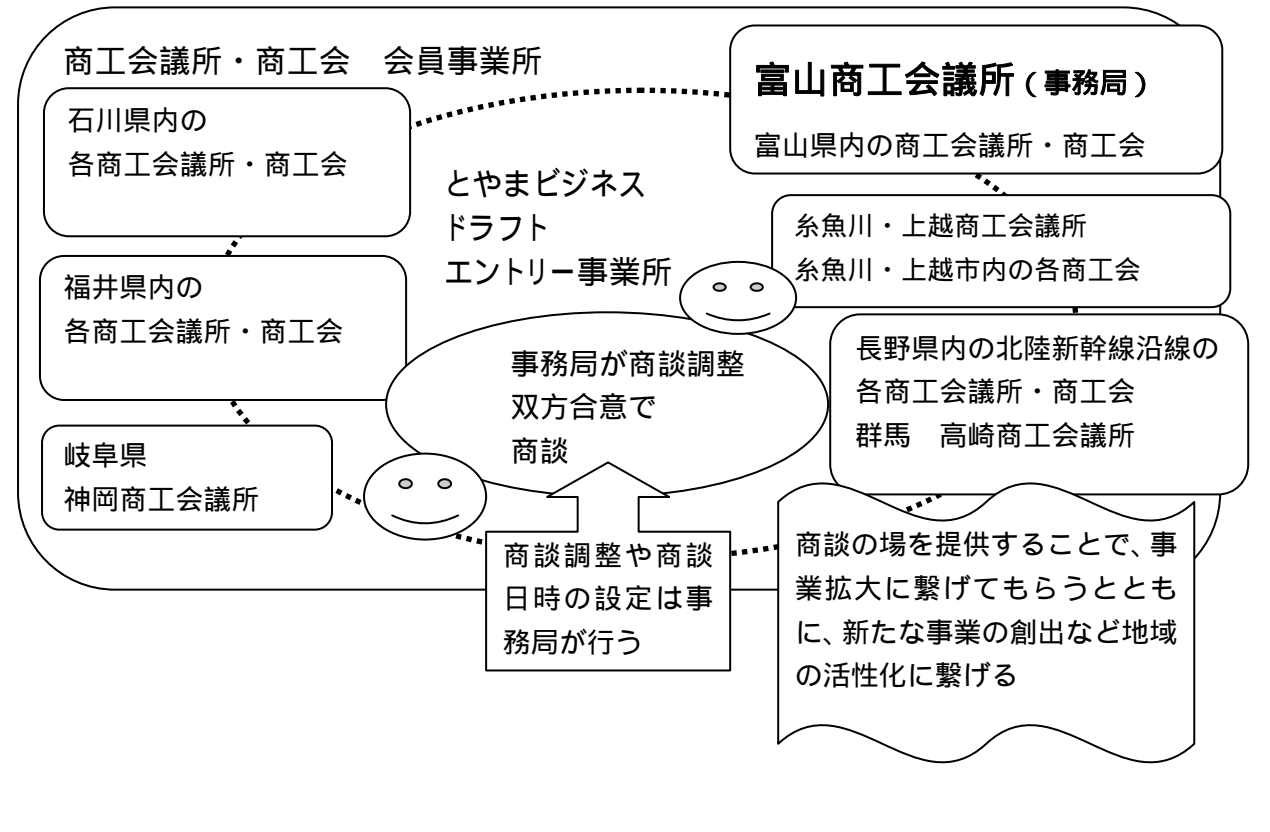 商工会議所・商工会　会員事業所
富山商工会議所（事務局）
富山県内の商工会議所・商工会
石川県内の
各商工会議所・商工会
とやまビジネス
ドラフト
エントリー事業所
糸魚川・上越商工会議所
糸魚川・上越市内の各商工会
福井県内の
各商工会議所・商工会
長野県内の北陸新幹線沿線の
各商工会議所・商工会
群馬　高崎商工会議所
事務局が商談調整
双方合意で
商談
岐阜県
神岡商工会議所
商談調整や商談
日時の設定は事
務局が行う
商談の場を提供することで、事
業拡大に繋げてもらうととも
に、新たな事業の創出など地域
の活性化に繋げる